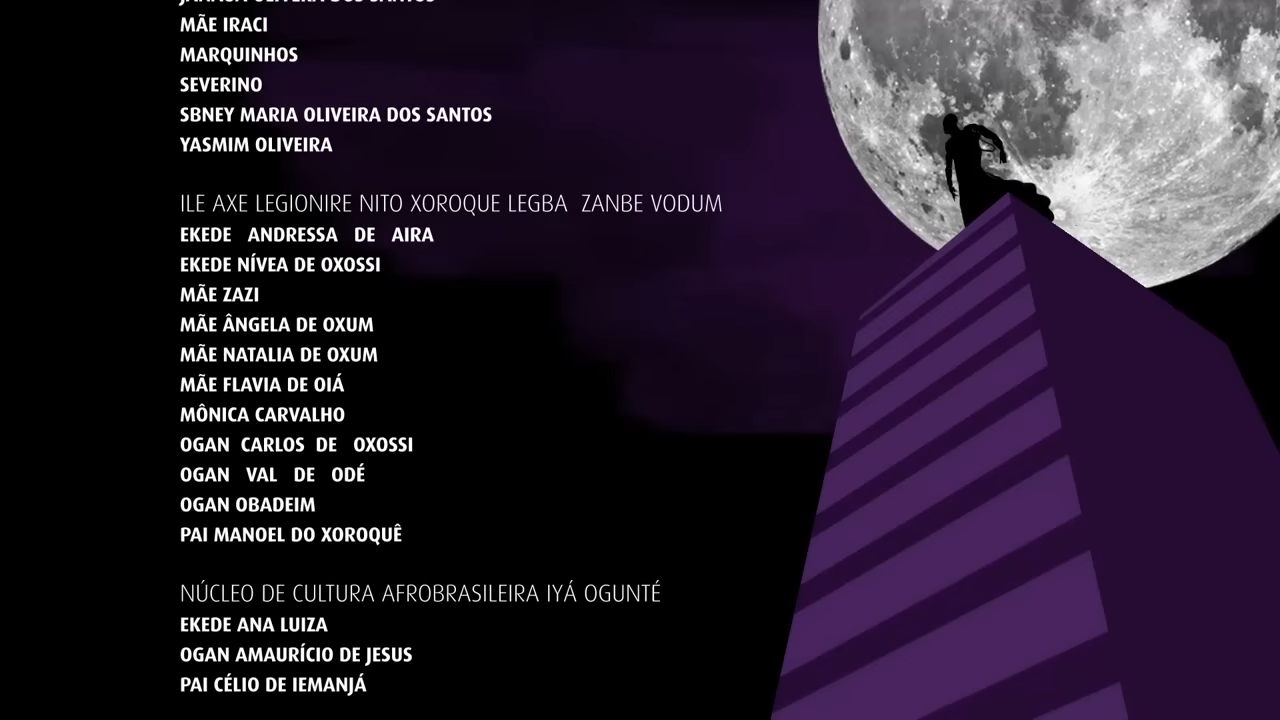 MÃE IRACI
MARQUINHOS
SEVERINO
SBNEY MARIA OLIVEIRA DOS SANTOS
YASMIM OLIVEIRA
ILE AXE LEGIONIRE NITO XOROQUE LEGBA ZANBE VODUM
EKEDE ANDRESSA DE AIRA
EKEDE NÍVEA DE OXOSSI
MÃE ZAZI
MÃE ÂNGELA DE OXUM
MÃE NATALIA DE OXUM
MÃE FLAVIA DE OIÁ
MÔNICA CARVALHO
OGAN CARLOS DE OXOSSI
OGAN VAL DE ODÉ
OGAN OBADEIM
PAI MANOEL DO XOROQUÊ
NÚCLEO DE CULTURA AFROBRASILEIRA IYÁ OGUNTÉ
EKEDE ANA LUIZA
OGAN AMAURÍCIO DE JESUS
PAI CÉLIO DE IEMANJÁ